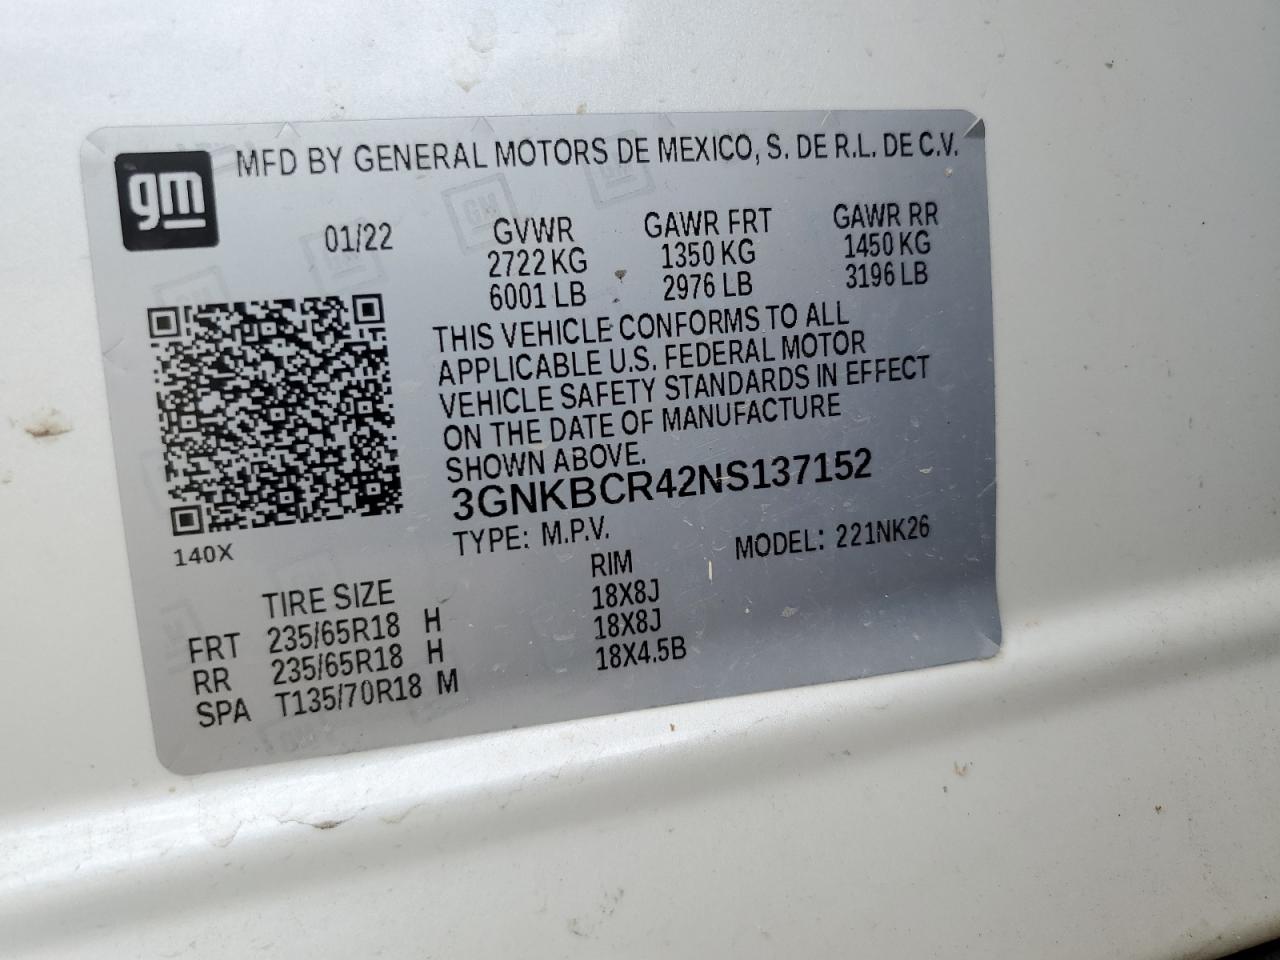 gm
MFD BY GENERAL MOTORS DE MEXICO, S. DE R.L. DE C.V.
01/22 GVWR GAWR FRT GAWR RR
2722 KG 1350 KG 1450 KG
6001 LB 2976 LB 3196 LB
THIS VEHICLE CONFORMS TO ALL
APPLICABLE U.S. FEDERAL MOTOR
VEHICLE SAFETY STANDARDS IN EFFECT
ON THE DATE OF MANUFACTURE
SHOWN ABOVE.
3GNKBCR42NS137152
140X
TYPE: M.P.V. MODEL: 221NK26
TIRE SIZE RIM
FRT 235/65R18 H 18X8J
RR 235/65R18 H 18X8J
SPA T135/70R18 M 18X4.5B